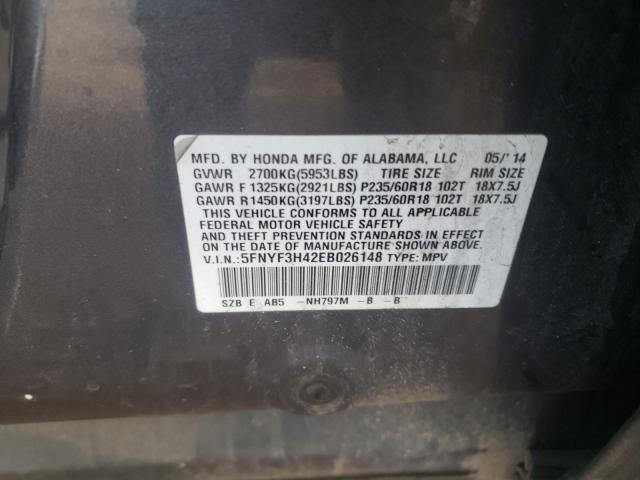 MFD. BY HONDA MFG. OF ALABAMA, LLC 05/'14
GVWR 2700KG(5953LBS) TIRE SIZE RIM SIZE
GAWR F 1325KG(2921LBS) P235/60R18 102T 18X7.5J
GAWR R1450KG(3197LBS) P235/60R18 102T 18X7.5J
THIS VEHICLE CONFORMS TO ALL APPLICABLE
FEDERAL MOTOR VEHICLE SAFETY, BUMPER,
AND THEFT PREVENTION STANDARDS IN EFFECT
ON THE DATE OF MANUFACTURE SHOWN ABOVE.
V.I.N.: 5FNYF3H42EB026148 TYPE: MPV
SZB E AB5 -NH797M -B -B